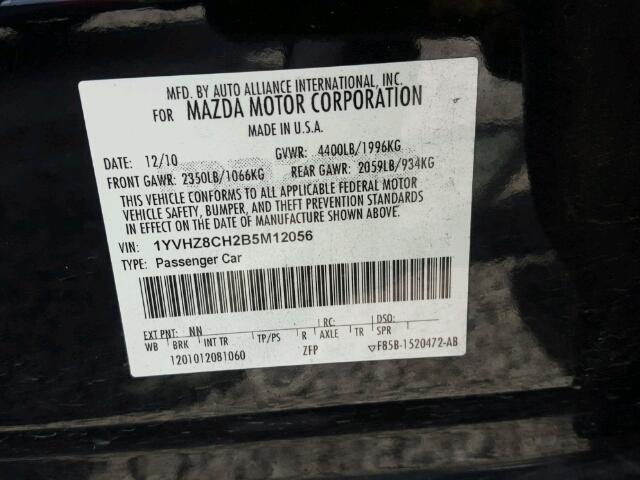 MFD. BY AUTO ALLIANCE INTERNATIONAL, INC.
FOR MAZDA MOTOR CORPORATION
MADE IN U.S.A.
DATE: 12/10 GVWR: 4400LB/1996KG
FRONT GAWR: 2350LB/1066KG REAR GAWR: 2059LB/934KG
THIS VEHICLE CONFORMS TO ALL APPLICABLE FEDERAL MOTOR
VEHICLE SAFETY, BUMPER, AND THEFT PREVENTION STANDARDS
IN EFFECT ON THE DATE OF MANUFACTURE SHOWN ABOVE.
VIN: 1YVHZ8CH2B5M12056
TYPE: Passenger Car
EXT PNT: NN RC: DSO:
WB BRK INT TR TP/PS R AXLE TR SPR
1201012081060 ZFP ▽F85B-1520472-AB